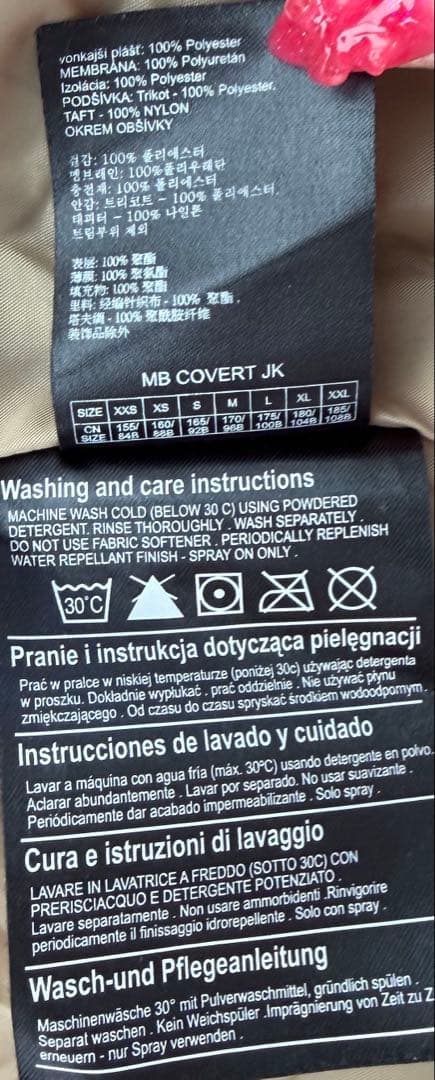 vonkajší plášť: 100% Polyester
MEMBRÁNA: 100% Polyuretán
Izolácia: 100% Polyester
PODŠÍVKA: Trikot - 100% Polyester.
TAFT - 100% NYLON
OKREM OBŠÍVKY
겉감: 100% 폴리에스터
멤브레인: 100%폴리우레탄
충전재: 100% 폴리에스터
안감: 트리코트 - 100% 폴리에스터.
태피터 - 100% 나일론
트림부위 제외
表层: 100% 聚酯
薄膜: 100% 聚氨酯
填充物: 100% 聚酯
里料: 经编针织布 - 100% 聚酯 .
塔夫绸 - 100% 聚酰胺纤维
装饰品除外
MB COVERT JK
SIZE XXS XS S M L XL XXL
CN SIZE 155/84B 160/88B 165/92B 170/96B 175/100B 180/104B 185/108B
Washing and care instructions
MACHINE WASH COLD (BELOW 30 C) USING POWDERED
DETERGENT. RINSE THOROUGHLY . WASH SEPARATELY .
DO NOT USE FABRIC SOFTENER . PERIODICALLY REPLENISH
WATER REPELLANT FINISH - SPRAY ON ONLY .
30°C
Pranie i instrukcja dotycząca pielęgnacji
Prać w pralce w niskiej temperaturze (poniżej 30c) używając detergenta
w proszku. Dokładnie wypłukać . prać oddzielnie . Nie używać płynu
zmiękczającego . Od czasu do czasu spryskać środkiem wodoodpornym .
Instrucciones de lavado y cuidado
Lavar a máquina con agua fria (máx. 30°C) usando detergente en polvo.
Aclarar abundantemente . Lavar por separado. No usar suavizante .
Periódicamente dar acabado impermeabilizante . Solo spray .
Cura e istruzioni di lavaggio
LAVARE IN LAVATRICE A FREDDO (SOTTO 30C) CON
PRERISCIACQUO E DETERGENTE POTENZIATO .
Lavare separatamente . Non usare ammorbidenti .Rinvigorire
periodicamente il finissaggio idrorepellente . Solo con spray .
Wasch-und Pflegeanleitung
Maschinenwäsche 30° mit Pulverwaschmittel, gründlich spülen .
Separat waschen . Kein Weichspüler .Imprägnierung von Zeit zu Z
erneuern - nur Spray verwenden .